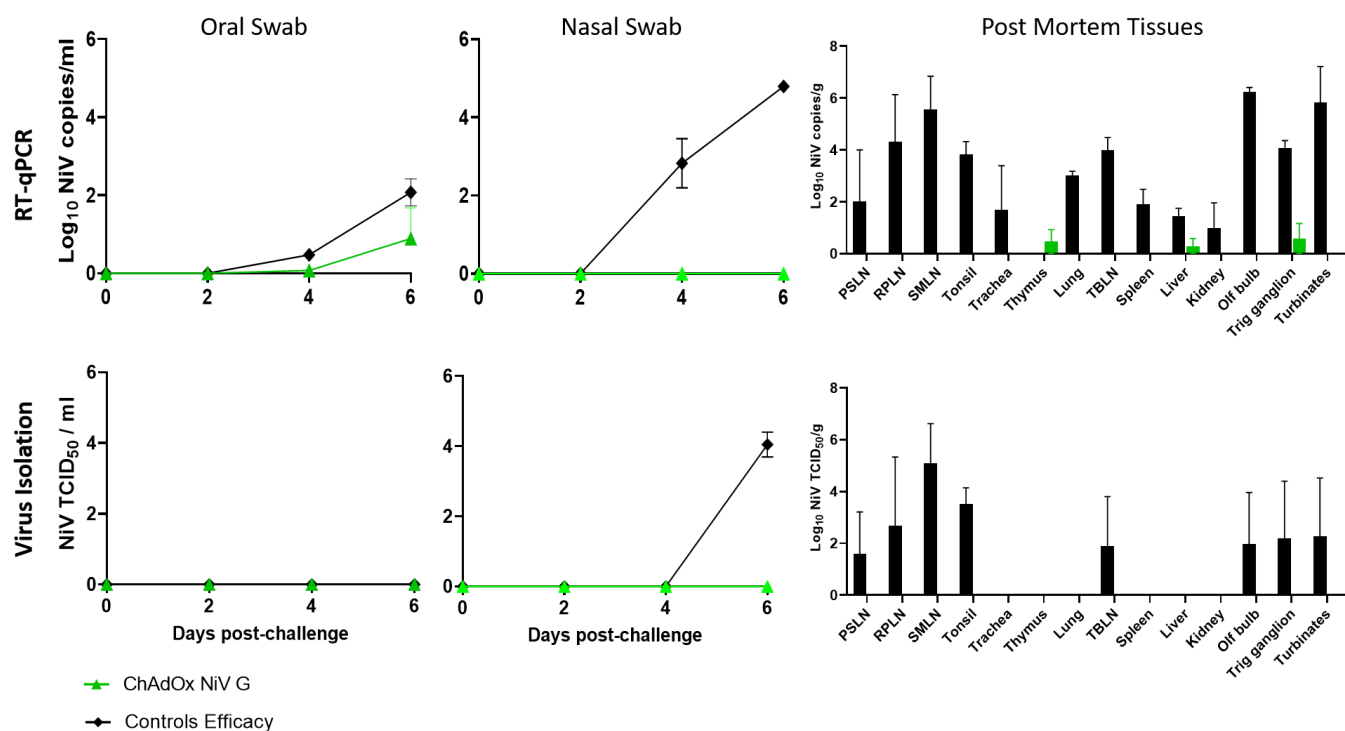 Oral Swab
Nasal Swab
Post Mortem Tissues
RT-qPCR
Log10 NiV copies/ml
6
4
2
0
0 2 4 6
6
4
2
0
0 2 4 6
Log10 NiV copies/g
8
6
4
2
0
PSLN
RPLN
SMLN
Tonsil
Trachea
Thymus
Lung
TBLN
Spleen
Liver
Kidney
Olf bulb
Trig ganglion
Turbinates
Virus Isolation
NiV TCID50 / ml
6
4
2
0
0 2 4 6
Days post-challenge
6
4
2
0
0 2 4 6
Days post-challenge
Log10 NiV TCID50/g
8
6
4
2
0
PSLN
RPLN
SMLN
Tonsil
Trachea
Thymus
Lung
TBLN
Spleen
Liver
Kidney
Olf bulb
Trig ganglion
Turbinates
ChAdOx NiV G
Controls Efficacy